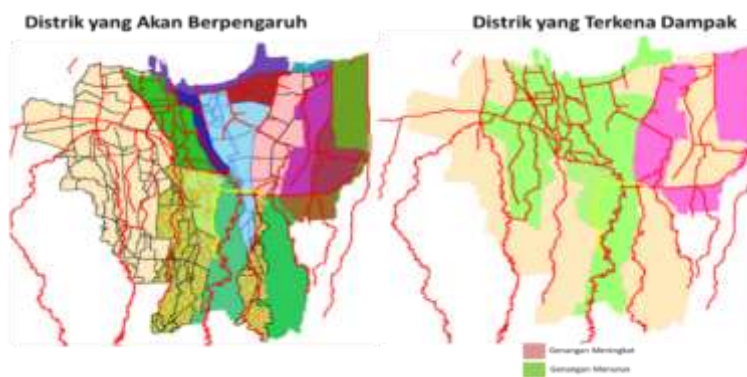 Distrik yang Akan Berpengaruh
Distrik yang Terkena Dampak
Genangan Meningkat
Genangan Menurun